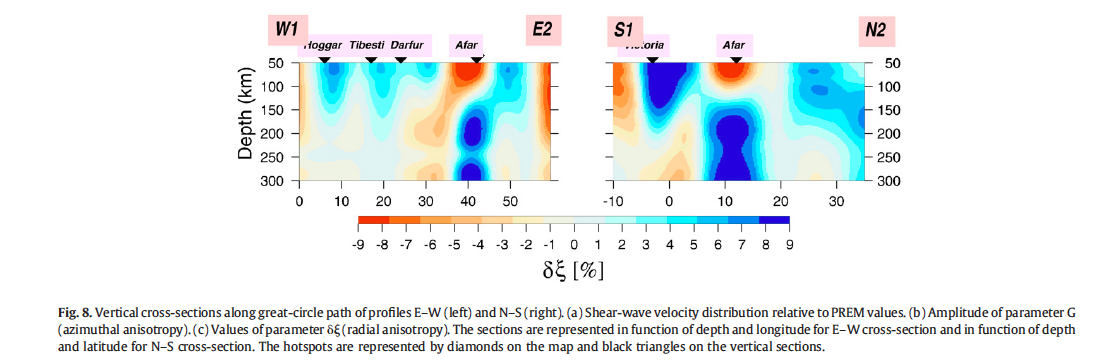 W1 E2 S1 N2
Hoggar Tibesti Darfur Afar Afar
50 50 50
100 100 100
150 150 150
200 200 200
250 250 250
300 300 300
Depth (km)
0 10 20 30 40 50 -10 0 10 20 30
-9 -8 -7 -6 -5 -4 -3 -2 -1 0 1 2 3 4 5 6 7 8 9
δξ [%]
Fig. 8. Vertical cross-sections along great-circle path of profiles E–W (left) and N–S (right). (a) Shear-wave velocity distribution relative to PREM values. (b) Amplitude of parameter G
(azimuthal anisotropy). (c) Values of parameter δξ (radial anisotropy). The sections are represented in function of depth and longitude for E–W cross-section and in function of depth
and latitude for N–S cross-section. The hotspots are represented by diamonds on the map and black triangles on the vertical sections.